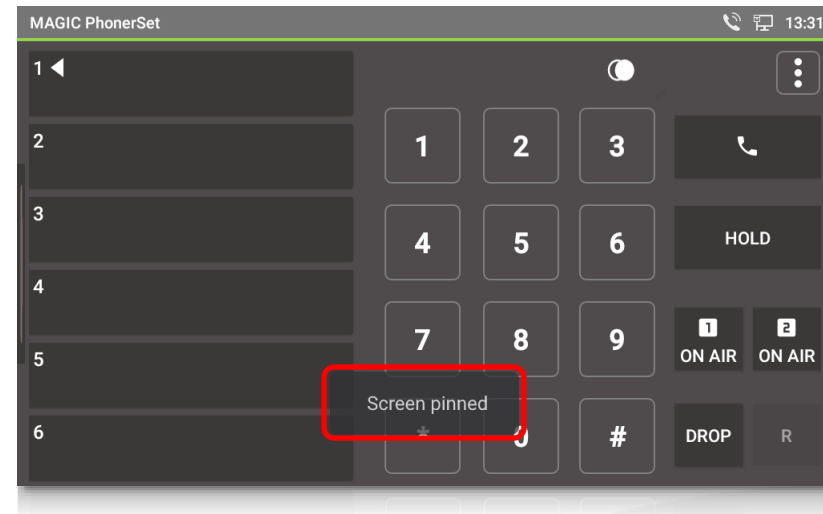 MAGIC PhonerSet 13:31
1
2
3
4
5
6
1 2 3
4 5 6
HOLD
7 8 9
1 2
ON AIR ON AIR
Screen pinned
* 0 #
DROP R